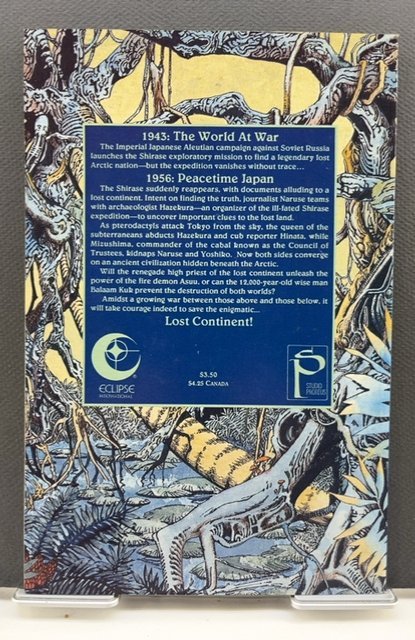 1943: The World At War
The Imperial Japanese Aleutian campaign against Soviet Russia
launches the Shirase exploratory mission to find a legendary lost
Arctic nation—but the expedition vanishes without trace...
1956: Peacetime Japan
The Shirase suddenly reappears, with documents alluding to a
lost continent. Intent on finding the truth, journalist Naruse teams
with archaeologist Hazekura—an organizer of the ill-fated Shirase
expedition—to uncover important clues to the lost land.
As pterodactyls attack Tokyo from the sky, the queen of the
subterraneans abducts Hazekura and cub reporter Hinata, while
Mizushima, commander of the cabal known as the Council of
Trustees, kidnaps Naruse and Yoshiko. Now both sides converge
on an ancient civilization hidden beneath the Arctic.
Will the renegade high priest of the lost continent unleash the
power of the fire demon Asuu, or can the 12,000-year-old wise man
Balaam Kuk prevent the destruction of both worlds?
Amidst a growing war between those above and those below, it
will take courage indeed to save the enigmatic...
Lost Continent!
ECLIPSE
INTERNATIONAL
$3.50
$4.25 CANADA
SP
STUDIO
PROTEUS